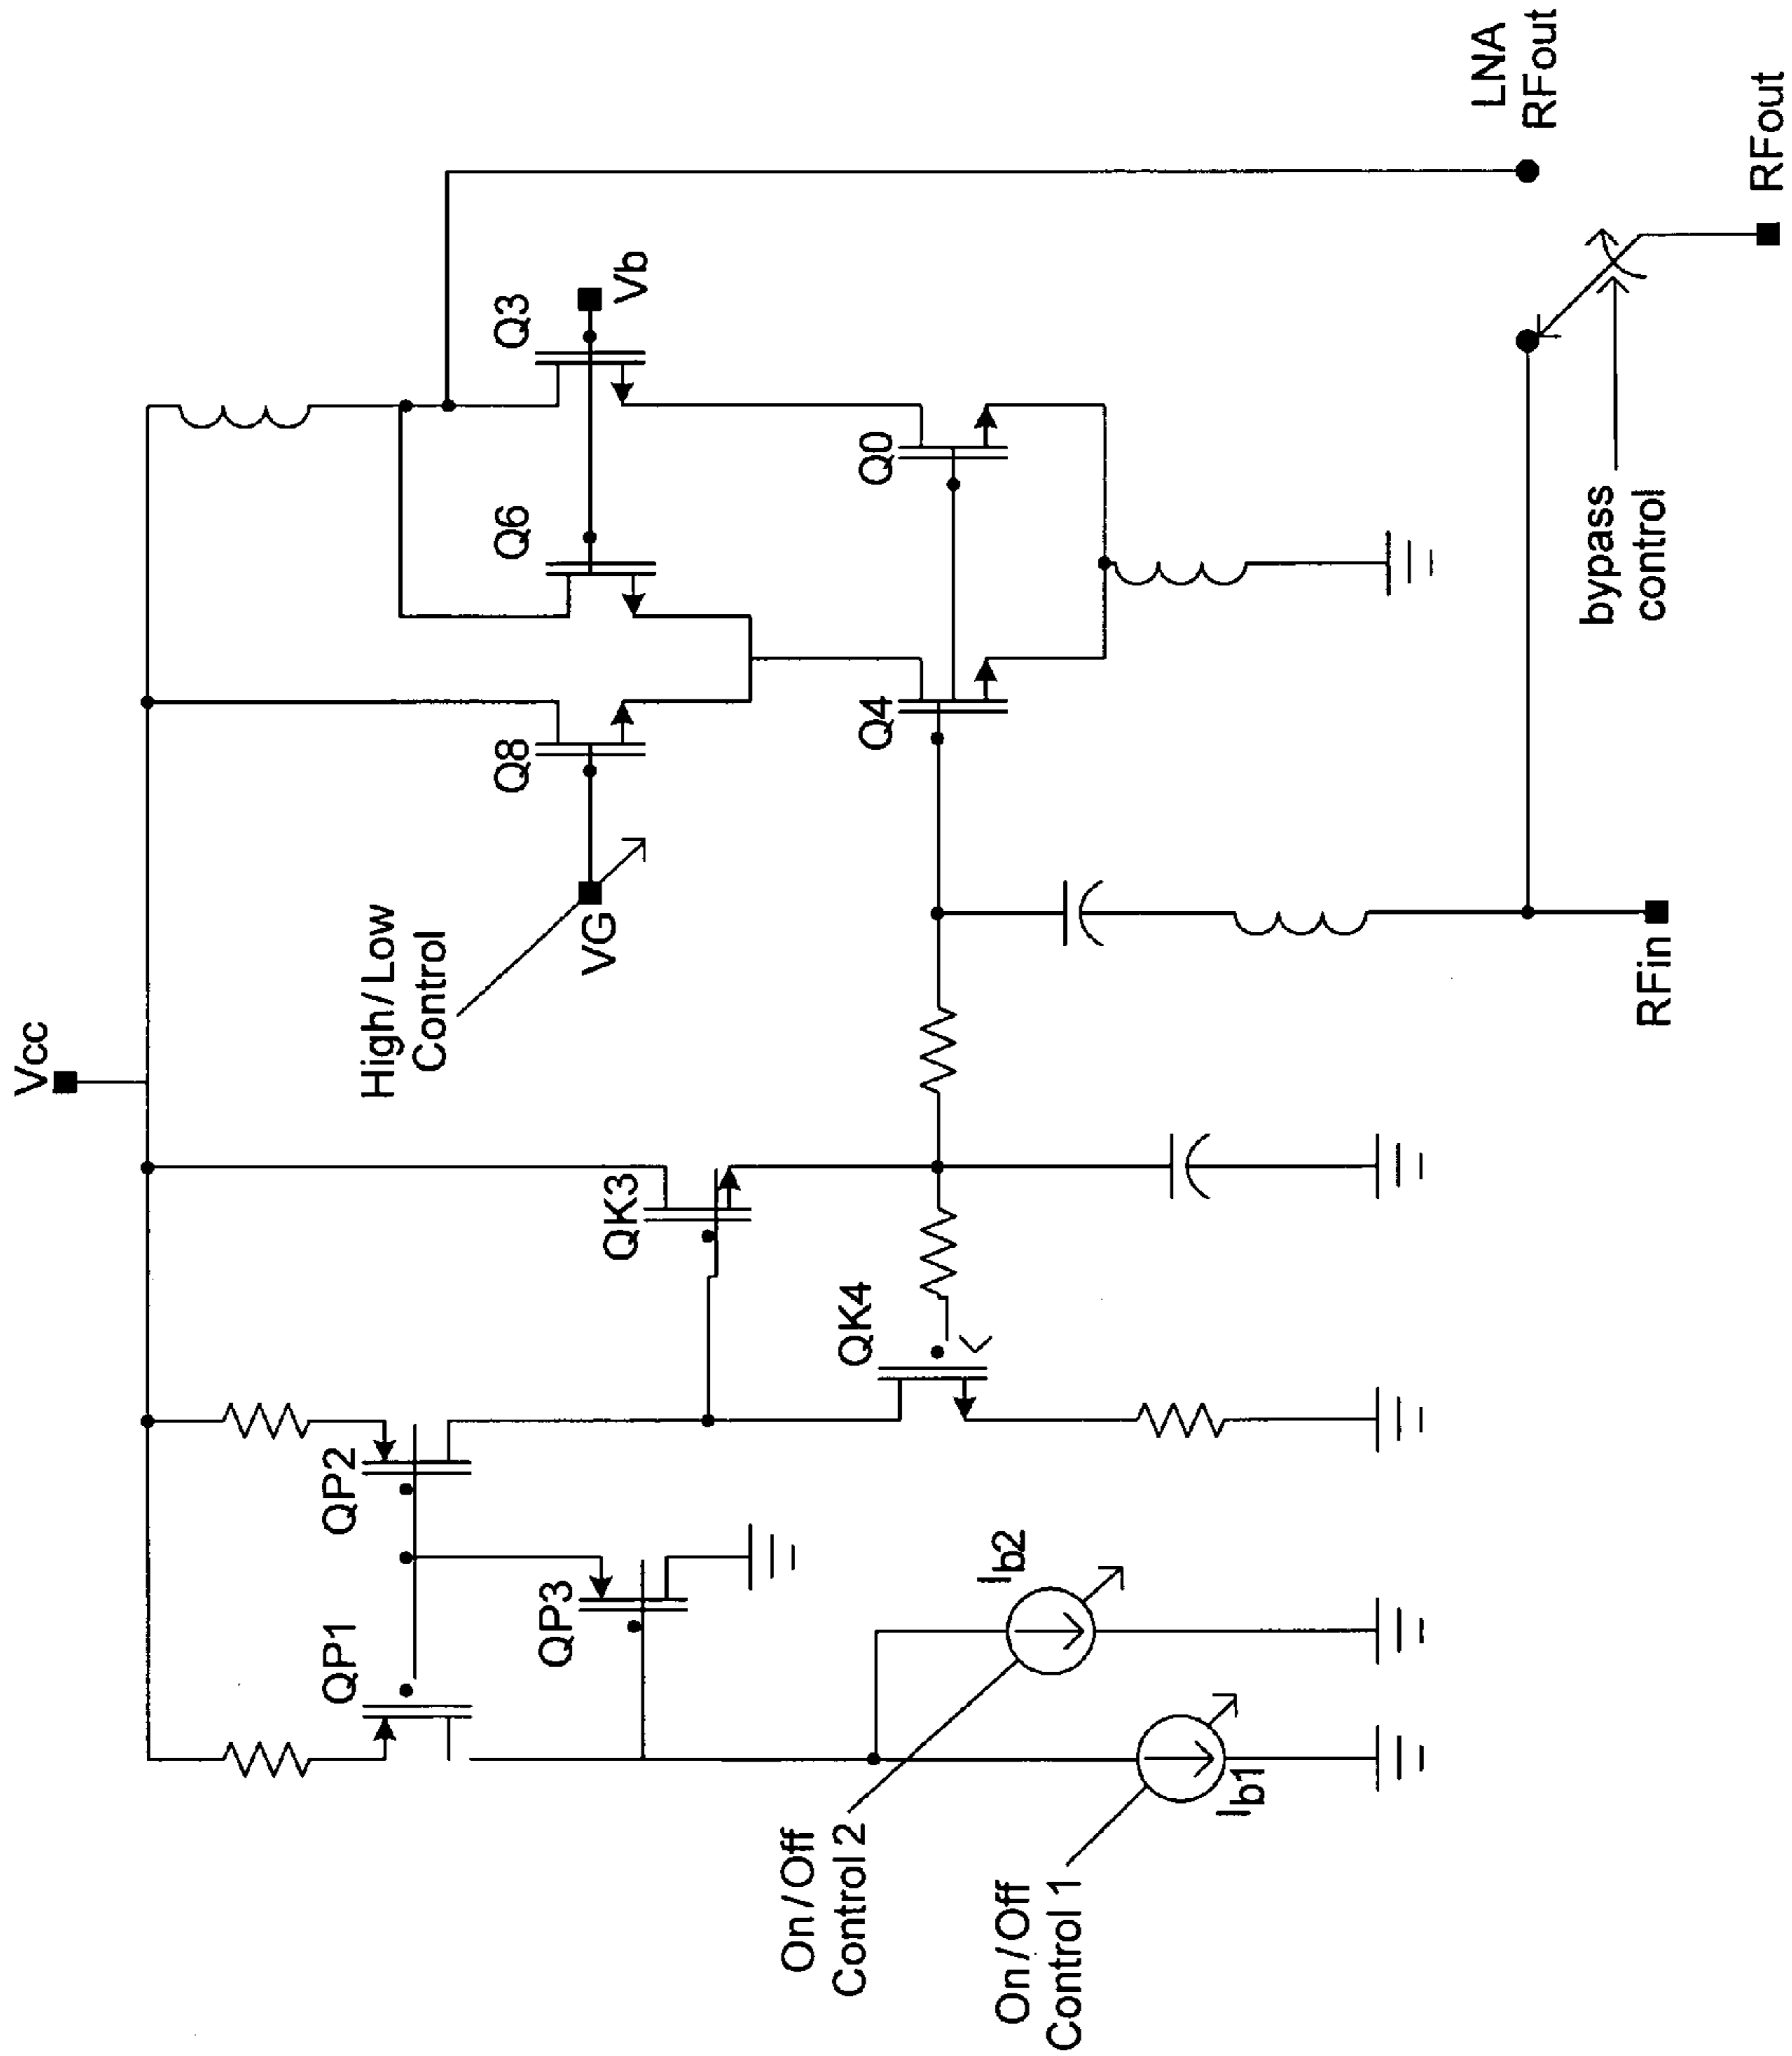 Vcc
High/Low
Control
VG
Q8
Q6
Q3
Vb
Q4
Q0
LNA
RFout
RFout
bypass
control
RFin
QK3
QK4
QP2
QP1
QP3
Ib2
Ib1
On/Off
Control 2
On/Off
Control 1